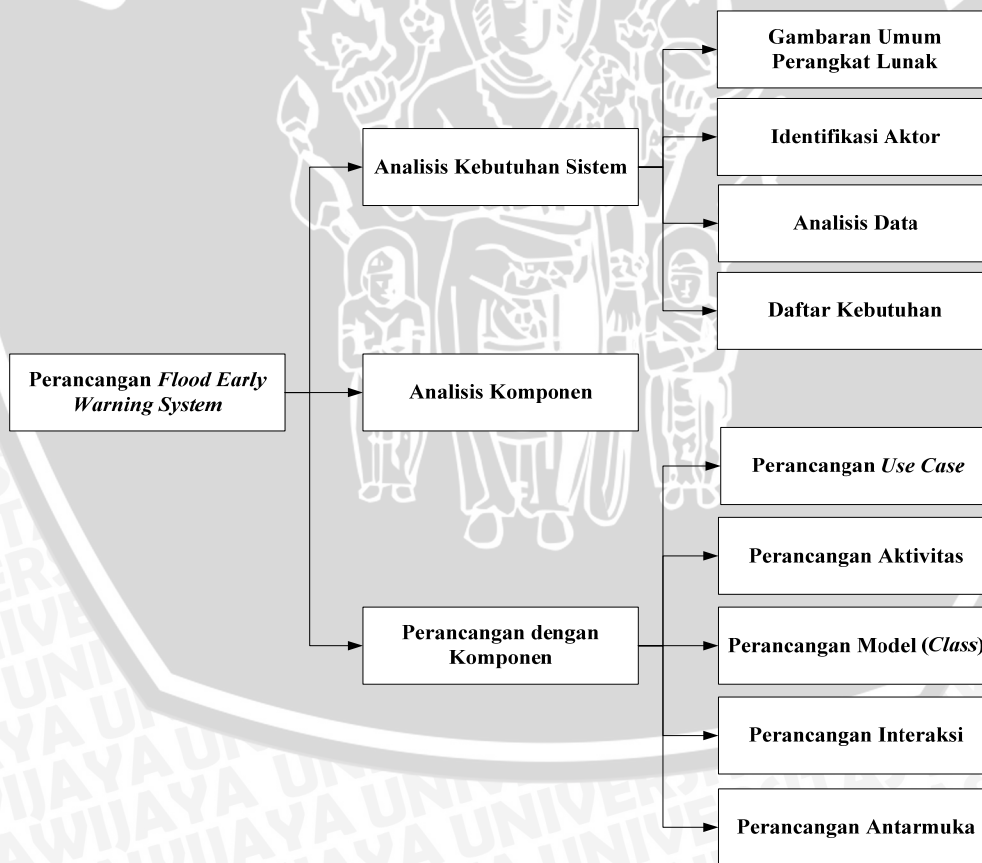 Gambaran Umum
Perangkat Lunak
Identifikasi Aktor
Analisis Kebutuhan Sistem
Analisis Data
Daftar Kebutuhan
Perancangan Flood Early
Warning System
Analisis Komponen
Perancangan Use Case
Perancangan Aktivitas
Perancangan dengan
Komponen
Perancangan Model (Class)
Perancangan Interaksi
Perancangan Antarmuka